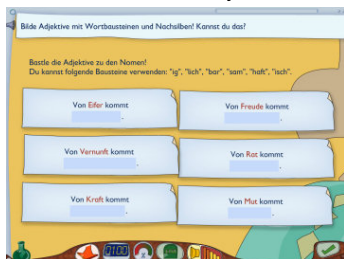 Bilde Adjektive mit Wortbausteinen und Nachsilben! Kannst du das?
Bastle die Adjektive zu den Nomen!
Du kannst folgende Bausteine verwenden: "ig", "lich", "bar", "sam", "haft", "isch".
Von Eifer kommt
.
Von Freude kommt
.
Von Vernunft kommt
.
Von Rat kommt
.
Von Kraft kommt
.
Von Mut kommt
.
0100